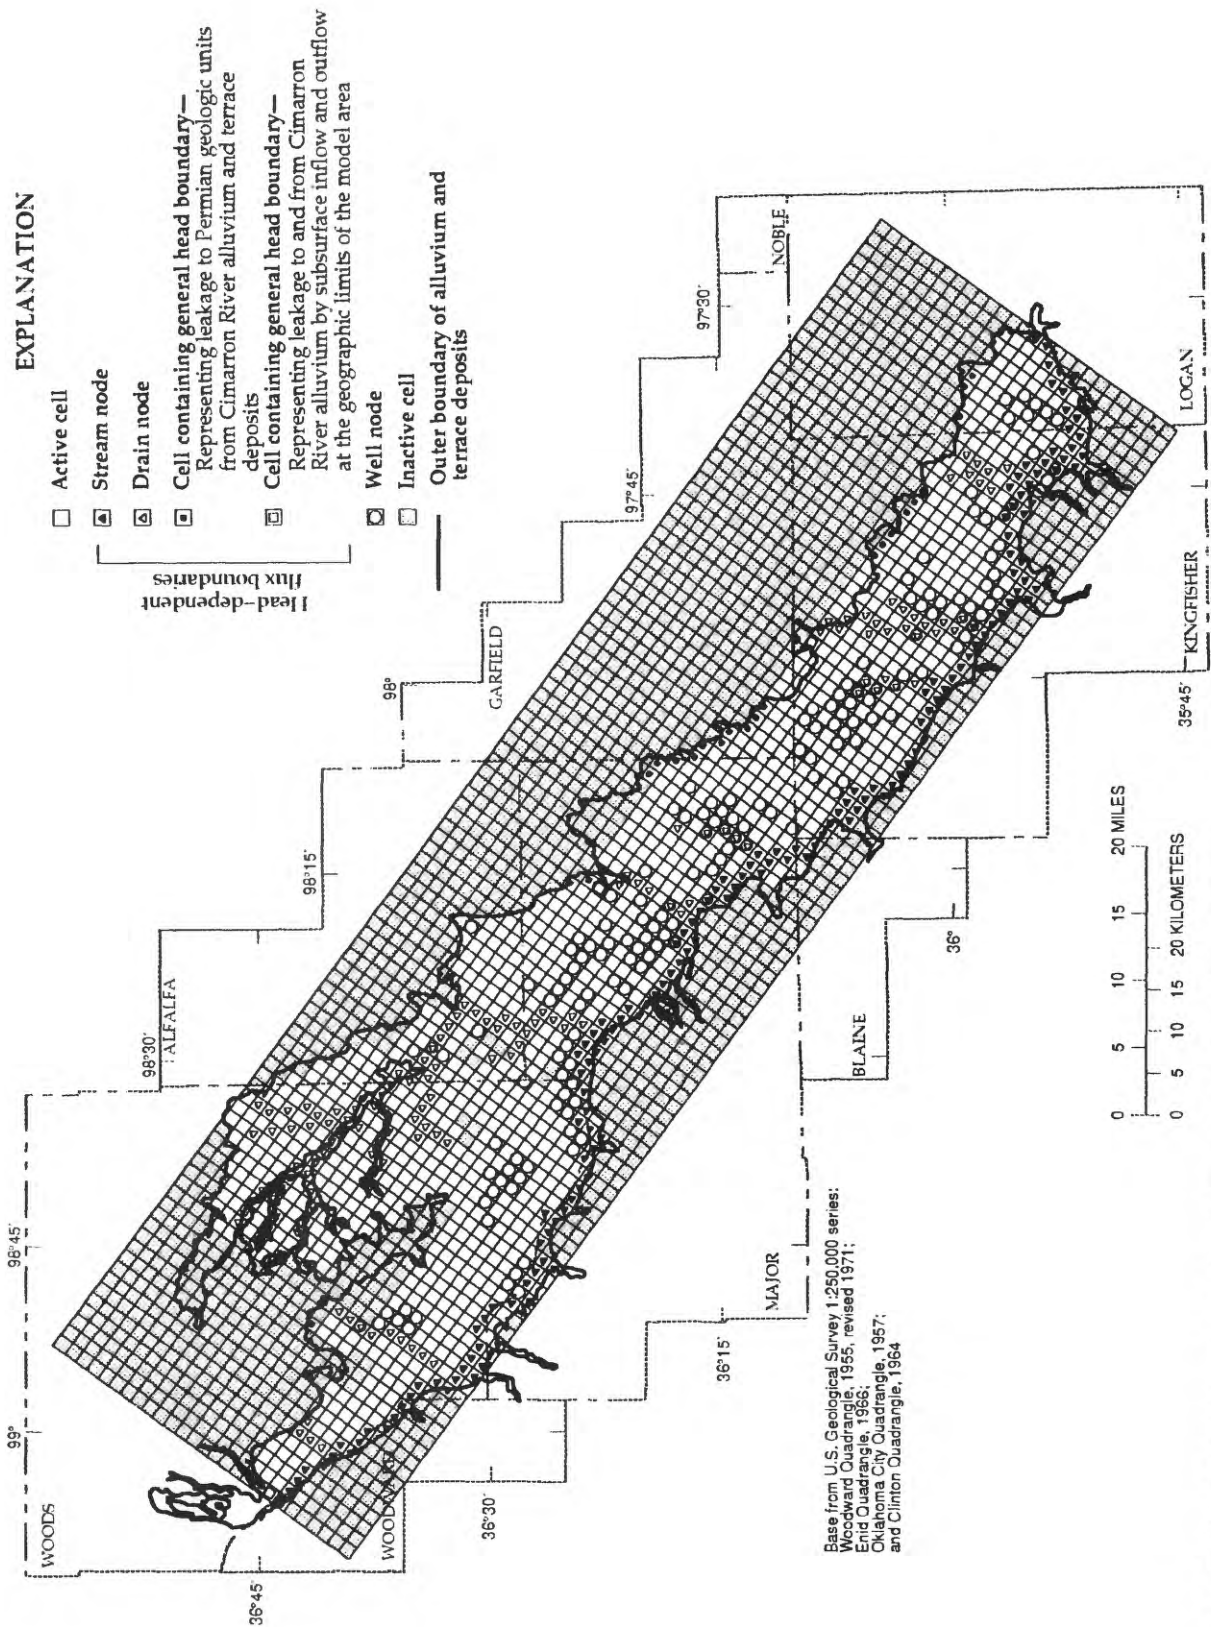 EXPLANATION
Active cell
Stream node
Drain node
Cell containing general head boundary—
Representing leakage to Permian geologic units
from Cimarron River alluvium and terrace
deposits
Cell containing general head boundary—
Representing leakage to and from Cimarron
River alluvium by subsurface inflow and outflow
at the geographic limits of the model area
Well node
Inactive cell
Outer boundary of alluvium and
terrace deposits
Head-dependent
flux boundaries
99°
98°45'
98°30'
98°15'
98°
97°45'
97°30'
WOODS
ALFALFA
GARFIELD
NOBLE
36°45'
36°30'
36°15'
36°
35°45'
MAJOR
BLAINE
KINGFISHER
LOGAN
0 5 10 15 20 MILES
0 5 10 15 20 KILOMETERS
Base from U.S. Geological Survey 1:250,000 series:
Woodward Quadrangle, 1955, revised 1971;
Enid Quadrangle, 1966;
Oklahoma City Quadrangle, 1957;
and Clinton Quadrangle, 1964